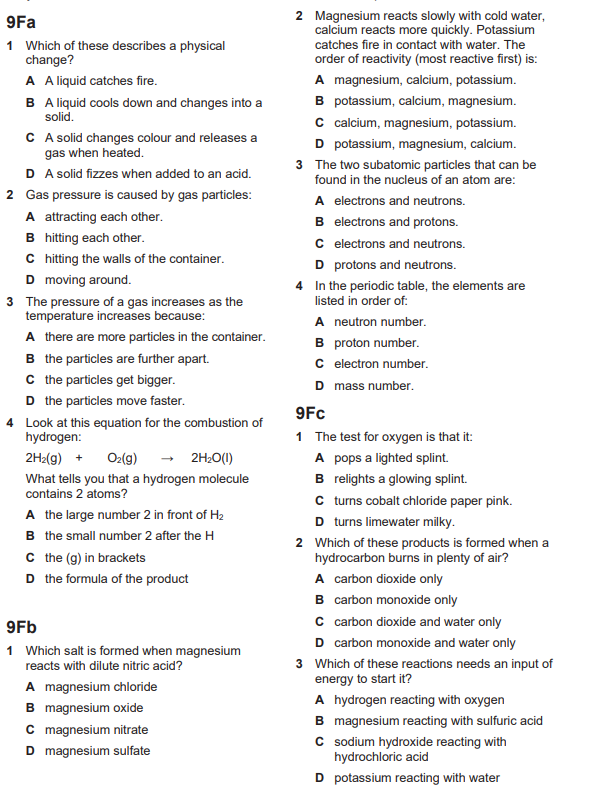 9Fa
1 Which of these describes a physical
change?
A A liquid catches fire.
B A liquid cools down and changes into a
solid.
C A solid changes colour and releases a
gas when heated.
D A solid fizzes when added to an acid.
2 Gas pressure is caused by gas particles:
A attracting each other.
B hitting each other.
C hitting the walls of the container.
D moving around.
3 The pressure of a gas increases as the
temperature increases because:
A there are more particles in the container.
B the particles are further apart.
C the particles get bigger.
D the particles move faster.
4 Look at this equation for the combustion of
hydrogen:
2H₂(g) + O₂(g) → 2H₂O(l)
What tells you that a hydrogen molecule
contains 2 atoms?
A the large number 2 in front of H₂
B the small number 2 after the H
C the (g) in brackets
D the formula of the product
9Fb
1 Which salt is formed when magnesium
reacts with dilute nitric acid?
A magnesium chloride
B magnesium oxide
C magnesium nitrate
D magnesium sulfate
2 Magnesium reacts slowly with cold water,
calcium reacts more quickly. Potassium
catches fire in contact with water. The
order of reactivity (most reactive first) is:
A magnesium, calcium, potassium.
B potassium, calcium, magnesium.
C calcium, magnesium, potassium.
D potassium, magnesium, calcium.
3 The two subatomic particles that can be
found in the nucleus of an atom are:
A electrons and neutrons.
B electrons and protons.
C electrons and neutrons.
D protons and neutrons.
4 In the periodic table, the elements are
listed in order of:
A neutron number.
B proton number.
C electron number.
D mass number.
9Fc
1 The test for oxygen is that it:
A pops a lighted splint.
B relights a glowing splint.
C turns cobalt chloride paper pink.
D turns limewater milky.
2 Which of these products is formed when a
hydrocarbon burns in plenty of air?
A carbon dioxide only
B carbon monoxide only
C carbon dioxide and water only
D carbon monoxide and water only
3 Which of these reactions needs an input of
energy to start it?
A hydrogen reacting with oxygen
B magnesium reacting with sulfuric acid
C sodium hydroxide reacting with
hydrochloric acid
D potassium reacting with water